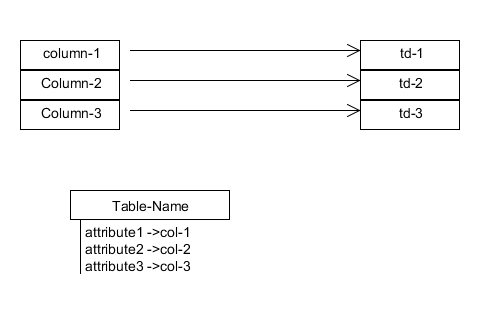 column-1
td-1
Column-2
td-2
Column-3
td-3
Table-Name
attribute1 ->col-1
attribute2 ->col-2
attribute3 ->col-3